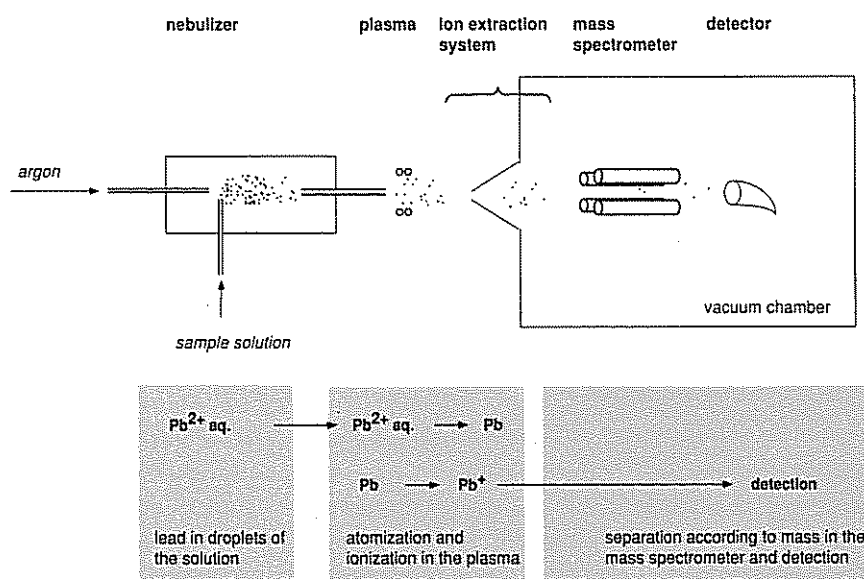 nebulizer
plasma
ion extraction
system
mass
spectrometer
detector
argon
sample solution
vacuum chamber
Pb²⁺ aq.
Pb²⁺ aq.
Pb
Pb
Pb⁺
detection
lead in droplets of
the solution
atomization and
ionization in the plasma
separation according to mass in the
mass spectrometer and detection